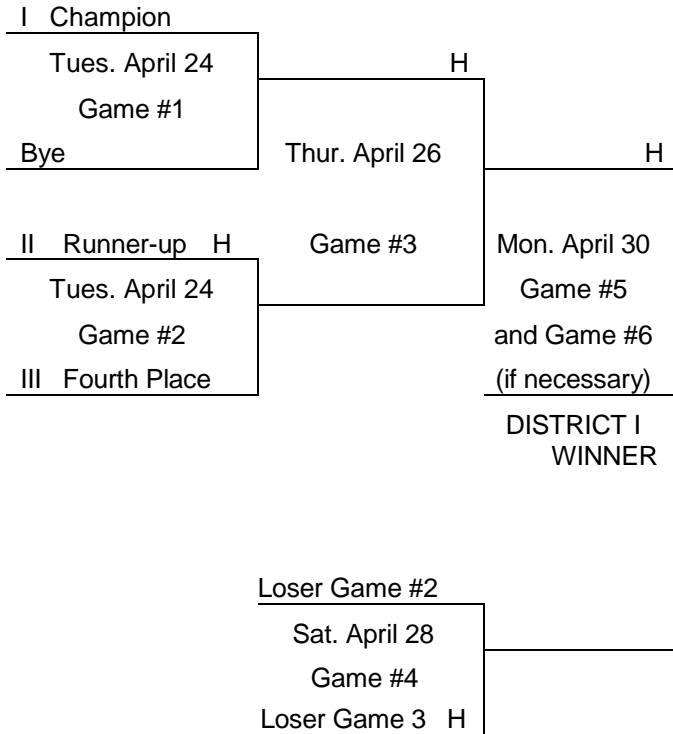 I Champion
Tues. April 24
H
Game #1
Bye
Thur. April 26
H
II Runner-up H
Game #3
Mon. April 30
Tues. April 24
Game #5
Game #2
and Game #6
III Fourth Place
(if necessary)
DISTRICT I
WINNER
Loser Game #2
Sat. April 28
Game #4
Loser Game 3 H